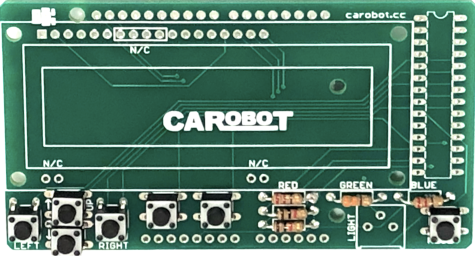 carobot.cc
N/C
CAROBOT
N/C
N/C
RED
GREEN
BLUE
UP
LEFT
RIGHT
LIGHT